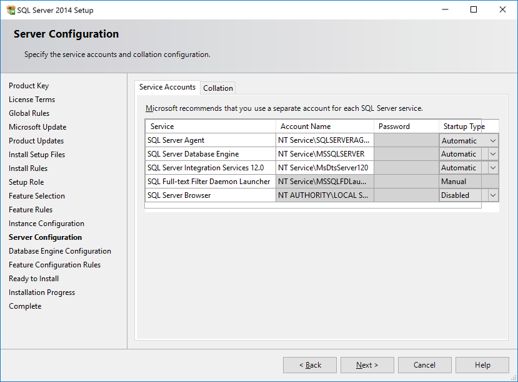 SQL Server 2014 Setup
Server Configuration
Specify the service accounts and collation configuration.
Product Key
License Terms
Global Rules
Microsoft Update
Product Updates
Install Setup Files
Install Rules
Setup Role
Feature Selection
Feature Rules
Instance Configuration
Server Configuration
Database Engine Configuration
Feature Configuration Rules
Ready to Install
Installation Progress
Complete
Service Accounts Collation
Microsoft recommends that you use a separate account for each SQL Server service.
Service Account Name Password Startup Type
SQL Server Agent NT Service\SQLSERVERAG... Automatic
SQL Server Database Engine NT Service\MSSQLSERVER Automatic
SQL Server Integration Services 12.0 NT Service\MsDtsServer120 Automatic
SQL Full-text Filter Daemon Launcher NT Service\MSSQLFDLau... Manual
SQL Server Browser NT AUTHORITY\LOCAL S... Disabled
< Back Next > Cancel Help